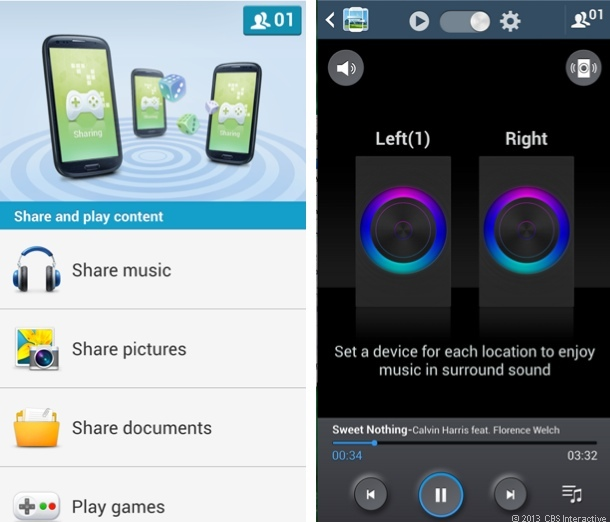 01
Sharing
Sharing
Sharing
Share and play content
Share music
Share pictures
Share documents
Play games
01
Left(1)
Right
Set a device for each location to enjoy
music in surround sound
Sweet Nothing-Calvin Harris feat. Florence Welch
00:34
03:32
© 2013 CBS Interactive